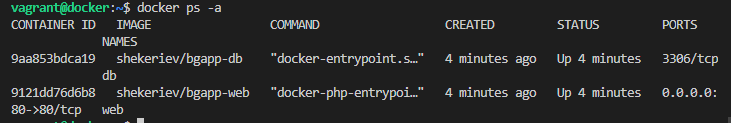 vagrant@docker:~$ docker ps -a
CONTAINER ID   IMAGE                 COMMAND                  CREATED         STATUS         PORTS
               NAMES
9aa853bdca19   shekeriev/bgapp-db    "docker-entrypoint.s…"   4 minutes ago   Up 4 minutes   3306/tcp
               db
9121dd76d6b8   shekeriev/bgapp-web   "docker-php-entrypoi…"   4 minutes ago   Up 4 minutes   0.0.0.0:
80->80/tcp   web